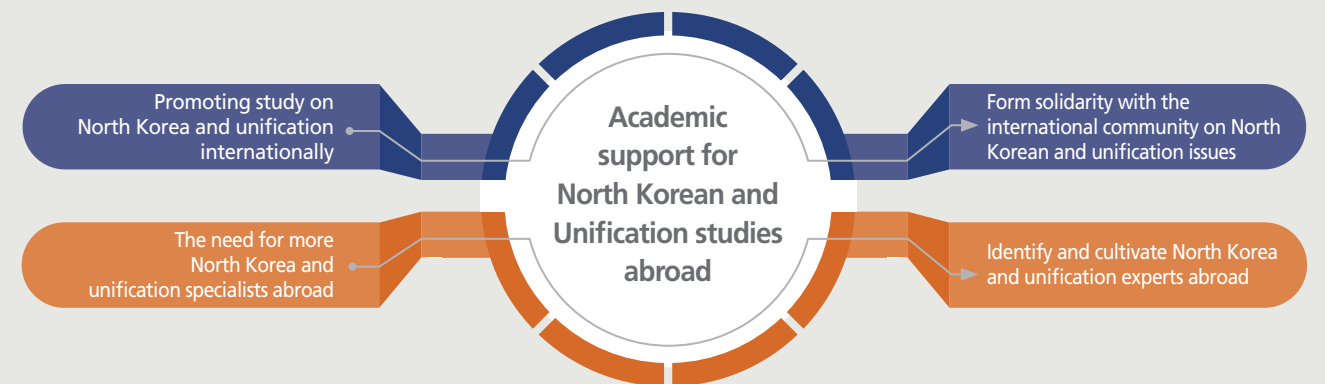 Promoting study on
North Korea and unification
internationally
The need for more
North Korea and
unification specialists abroad
Academic
support for
North Korean and
Unification studies
abroad
Form solidarity with the
international community on North
Korean and unification issues
Identify and cultivate North Korea
and unification experts abroad